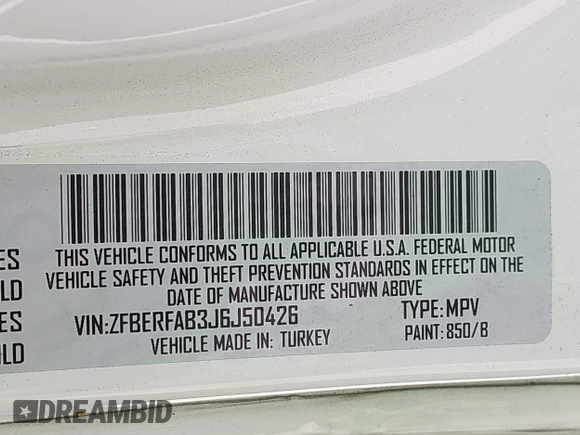 THIS VEHICLE CONFORMS TO ALL APPLICABLE U.S.A. FEDERAL MOTOR
VEHICLE SAFETY AND THEFT PREVENTION STANDARDS IN EFFECT ON THE
DATE OF MANUFACTURE SHOWN ABOVE
VIN:ZFBERFAB3J6J50426 TYPE:MPV
VEHICLE MADE IN: TURKEY PAINT: 850/B
DREAMBID